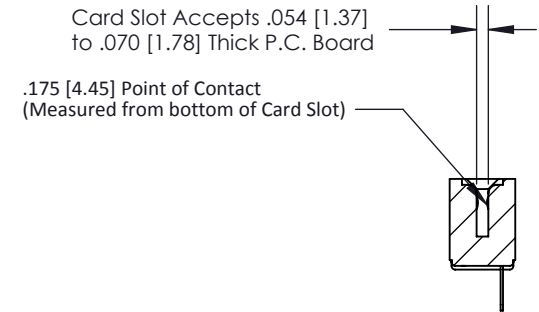 Card Slot Accepts .054 [1.37]
to .070 [1.78] Thick P.C. Board
.175 [4.45] Point of Contact
(Measured from bottom of Card Slot)